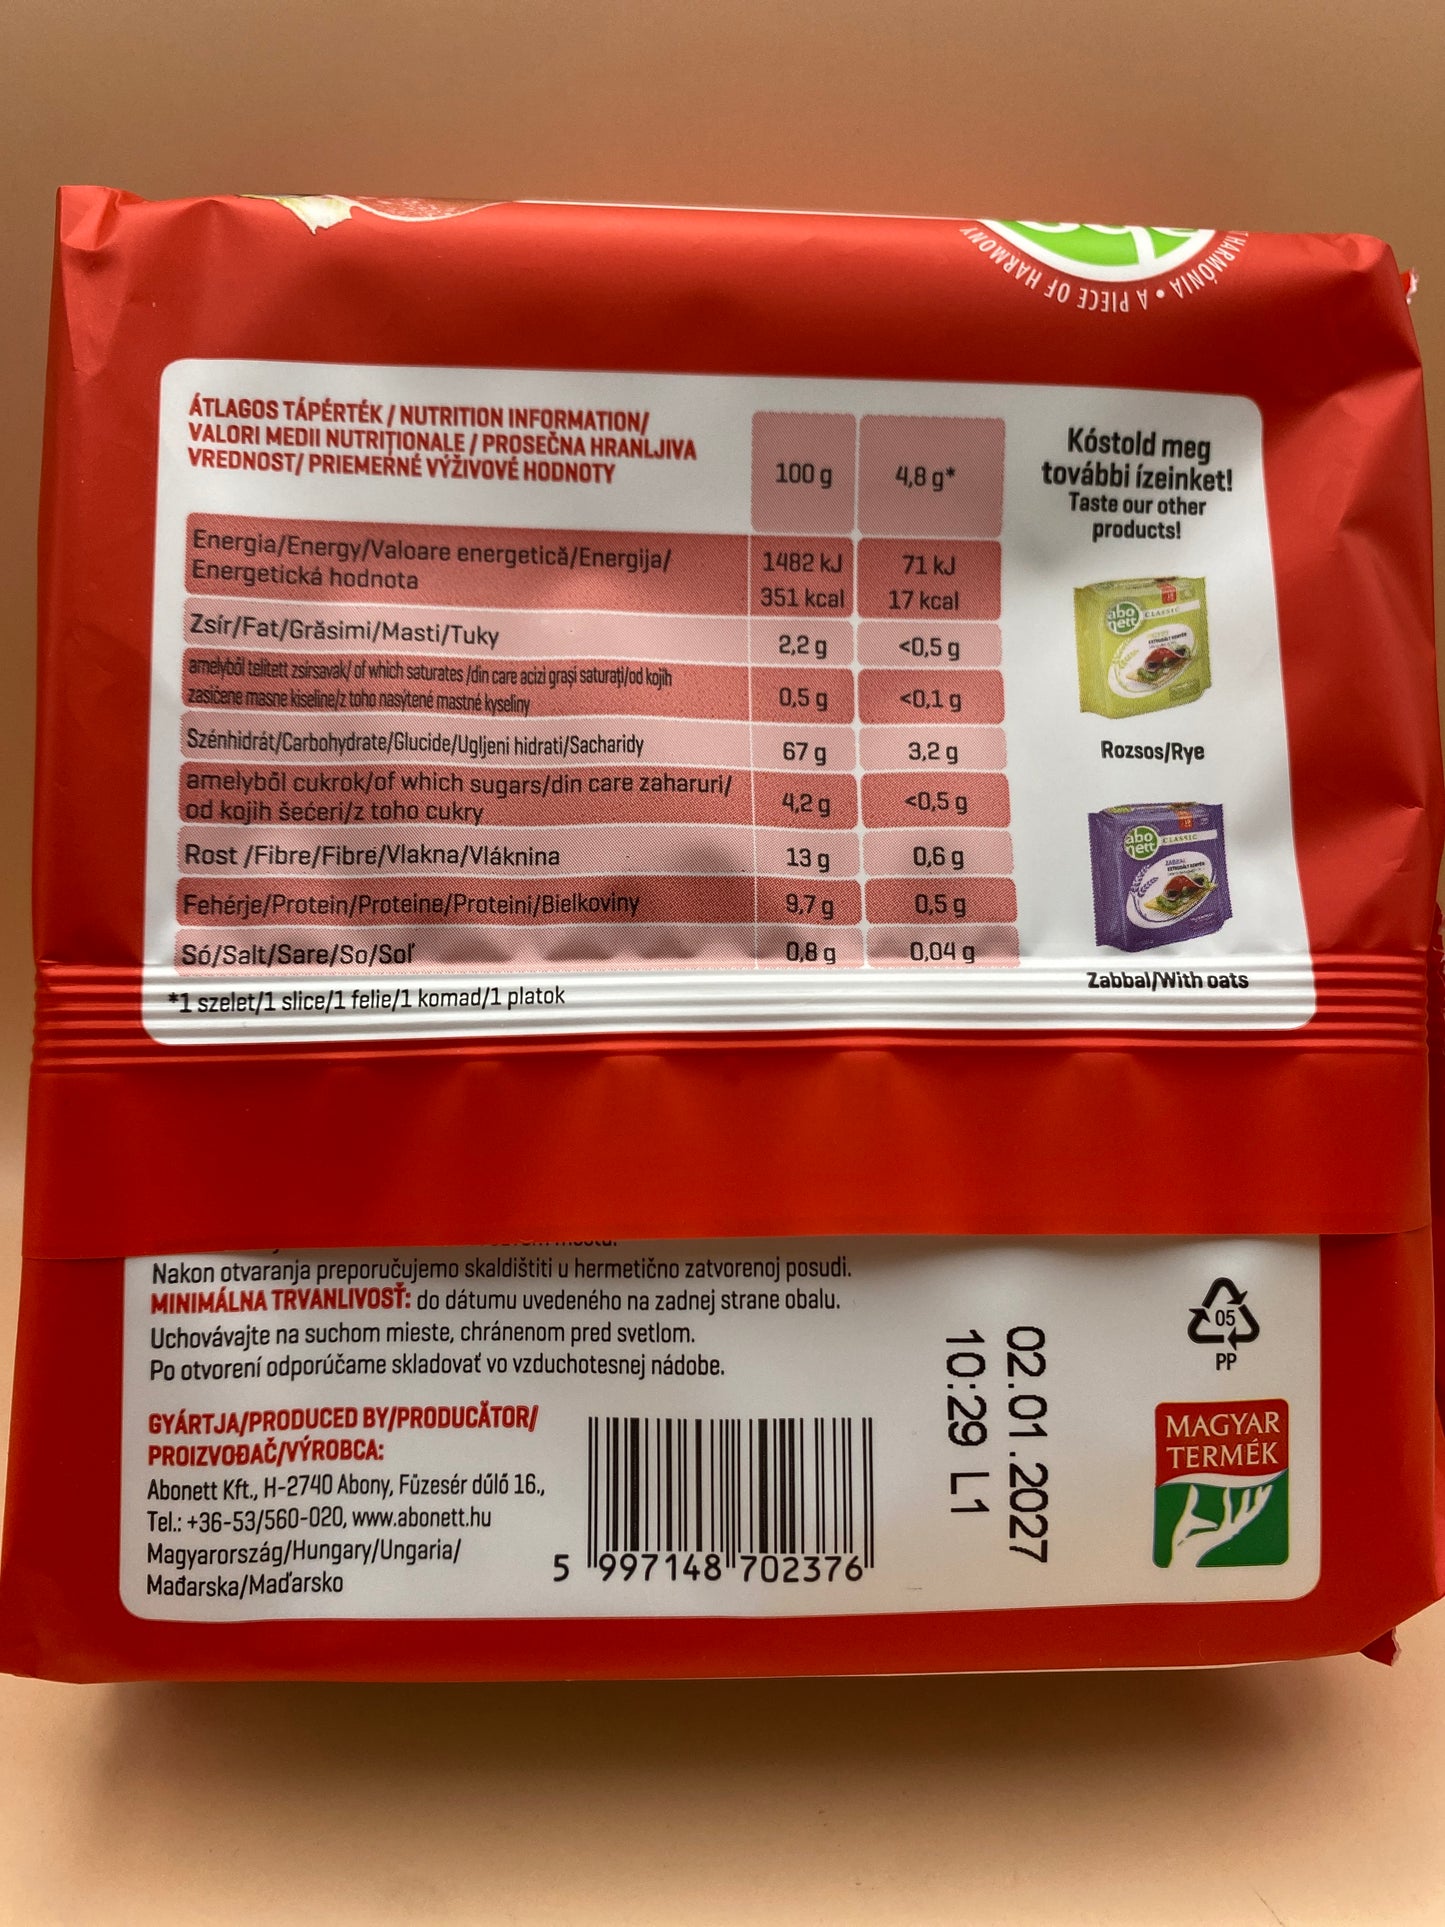 T HARMÓNIA • A PIECE OF HARMONY
ÁTLAGOS TÁPÉRTÉK / NUTRITION INFORMATION/
VALORI MEDII NUTRIȚIONALE / PROSEČNA HRANLJIVA
VREDNOST/ PRIEMERNÉ VÝŽIVOVÉ HODNOTY
100 g
4,8 g*
Energia/Energy/Valoare energetică/Energija/
Energetická hodnota
1482 kJ
351 kcal
71 kJ
17 kcal
Zsír/Fat/Grăsimi/Masti/Tuky
2,2 g
<0,5 g
amelyből telített zsírsavak/ of which saturates /din care acizi grași saturați/od kojih
zasićene masne kiseline/z toho nasýtené mastné kyseliny
0,5 g
<0,1 g
Szénhidrát/Carbohydrate/Glucide/Ugljeni hidrati/Sacharidy
67 g
3,2 g
amelyből cukrok/of which sugars/din care zaharuri/
od kojih šećeri/z toho cukry
4,2 g
<0,5 g
Rost /Fibre/Fibre/Vlakna/Vláknina
13 g
0,6 g
Fehérje/Protein/Proteine/Proteini/Bielkoviny
9,7 g
0,5 g
Só/Salt/Sare/So/Soľ
0,8 g
0,04 g
*1 szelet/1 slice/1 felie/1 komad/1 platok
Kóstold meg
további ízeinket!
Taste our other
products!
abo
nett
CLASSIC
Rozsos/Rye
abo
nett
CLASSIC
ZABBAL
Zabbal/With oats
Nakon otvaranja preporučujemo skaldištiti u hermetično zatvorenoj posudi.
MINIMÁLNA TRVANLIVOSŤ: do dátumu uvedeného na zadnej strane obalu.
Uchovávajte na suchom mieste, chránenom pred svetlom.
Po otvorení odporúčame skladovať vo vzduchotesnej nádobe.
GYÁRTJA/PRODUCED BY/PRODUCĂTOR/
PROIZVOĐAČ/VÝROBCA:
Abonett Kft., H-2740 Abony, Füzesér dűlő 16.,
Tel.: +36-53/560-020, www.abonett.hu
Magyarország/Hungary/Ungaria/
Mađarska/Maďarsko
5 997148 702376
02.01.2027
10:29 L1
05
PP
MAGYAR
TERMÉK